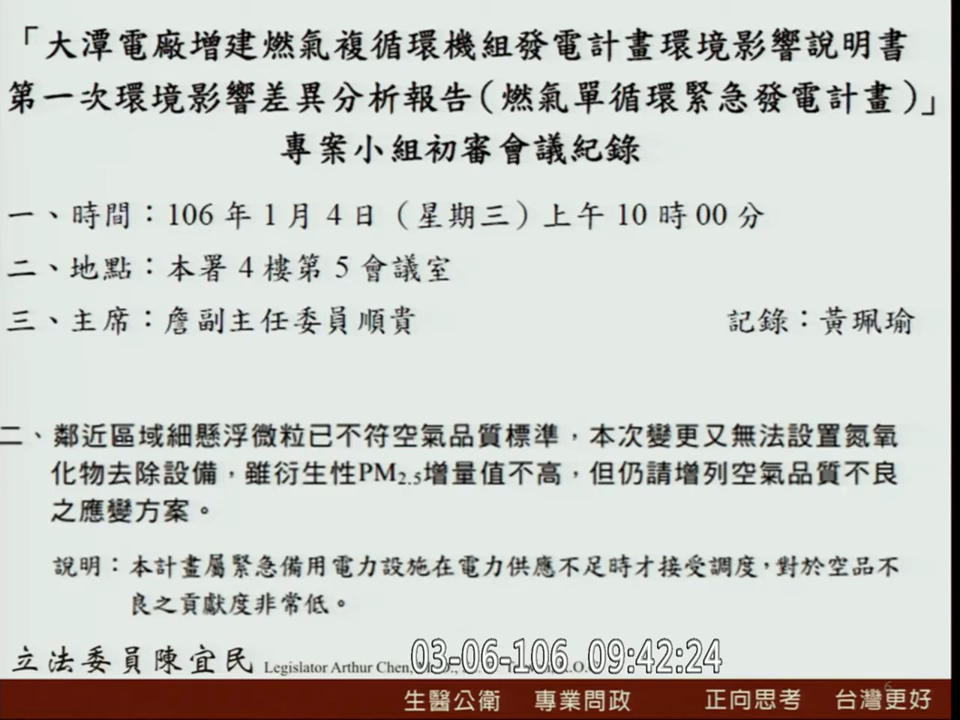 「大潭電廠增建燃氣複循環機組發電計畫環境影響說明書
第一次環境影響差異分析報告(燃氣單循環緊急發電計畫)」
專案小組初審會議紀錄
一、時間：106 年 1 月 4 日（星期三）上午 10 時 00 分
二、地點：本署 4 樓第 5 會議室
三、主席：詹副主任委員順貴 記錄：黃珮瑜
二、鄰近區域細懸浮微粒已不符空氣品質標準，本次變更又無法設置氮氧
化物去除設備，雖衍生性PM2.5增量值不高，但仍請增列空氣品質不良
之應變方案。
說明：本計畫屬緊急備用電力設施在電力供應不足時才接受調度，對於空品不
良之貢獻度非常低。
立法委員陳宜民 Legislator Arthur Chen,
03-06-106 09:42:24
生醫公衛 專業問政 正向思考 台灣更好
6